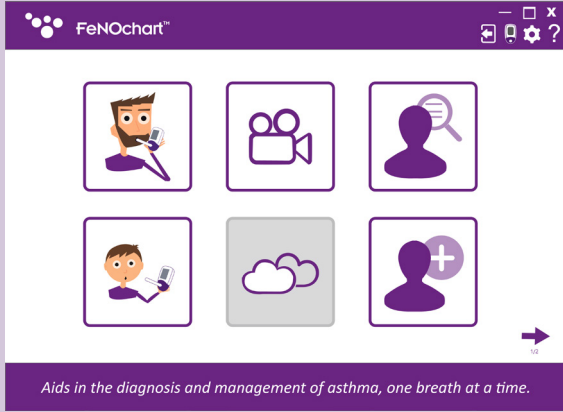 FeNOchart™
?
1/2
Aids in the diagnosis and management of asthma, one breath at a time.